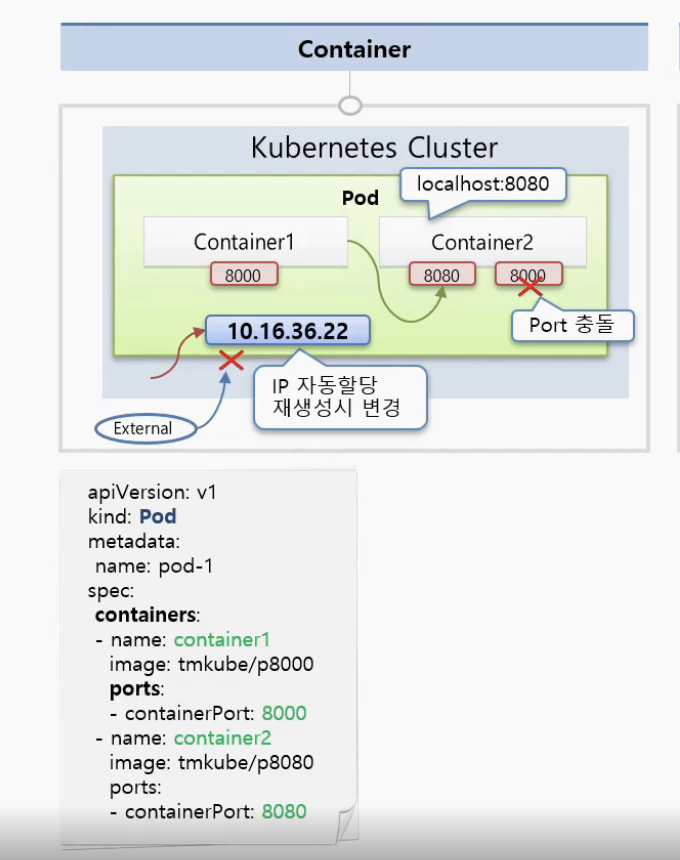 Container
Kubernetes Cluster
Pod
localhost:8080
Container1
Container2
8000
8080
8000
Port 충돌
10.16.36.22
IP 자동할당
재생성시 변경
External
apiVersion: v1
kind: Pod
metadata:
name: pod-1
spec:
containers:
- name: container1
image: tmkube/p8000
ports:
- containerPort: 8000
- name: container2
image: tmkube/p8080
ports:
- containerPort: 8080